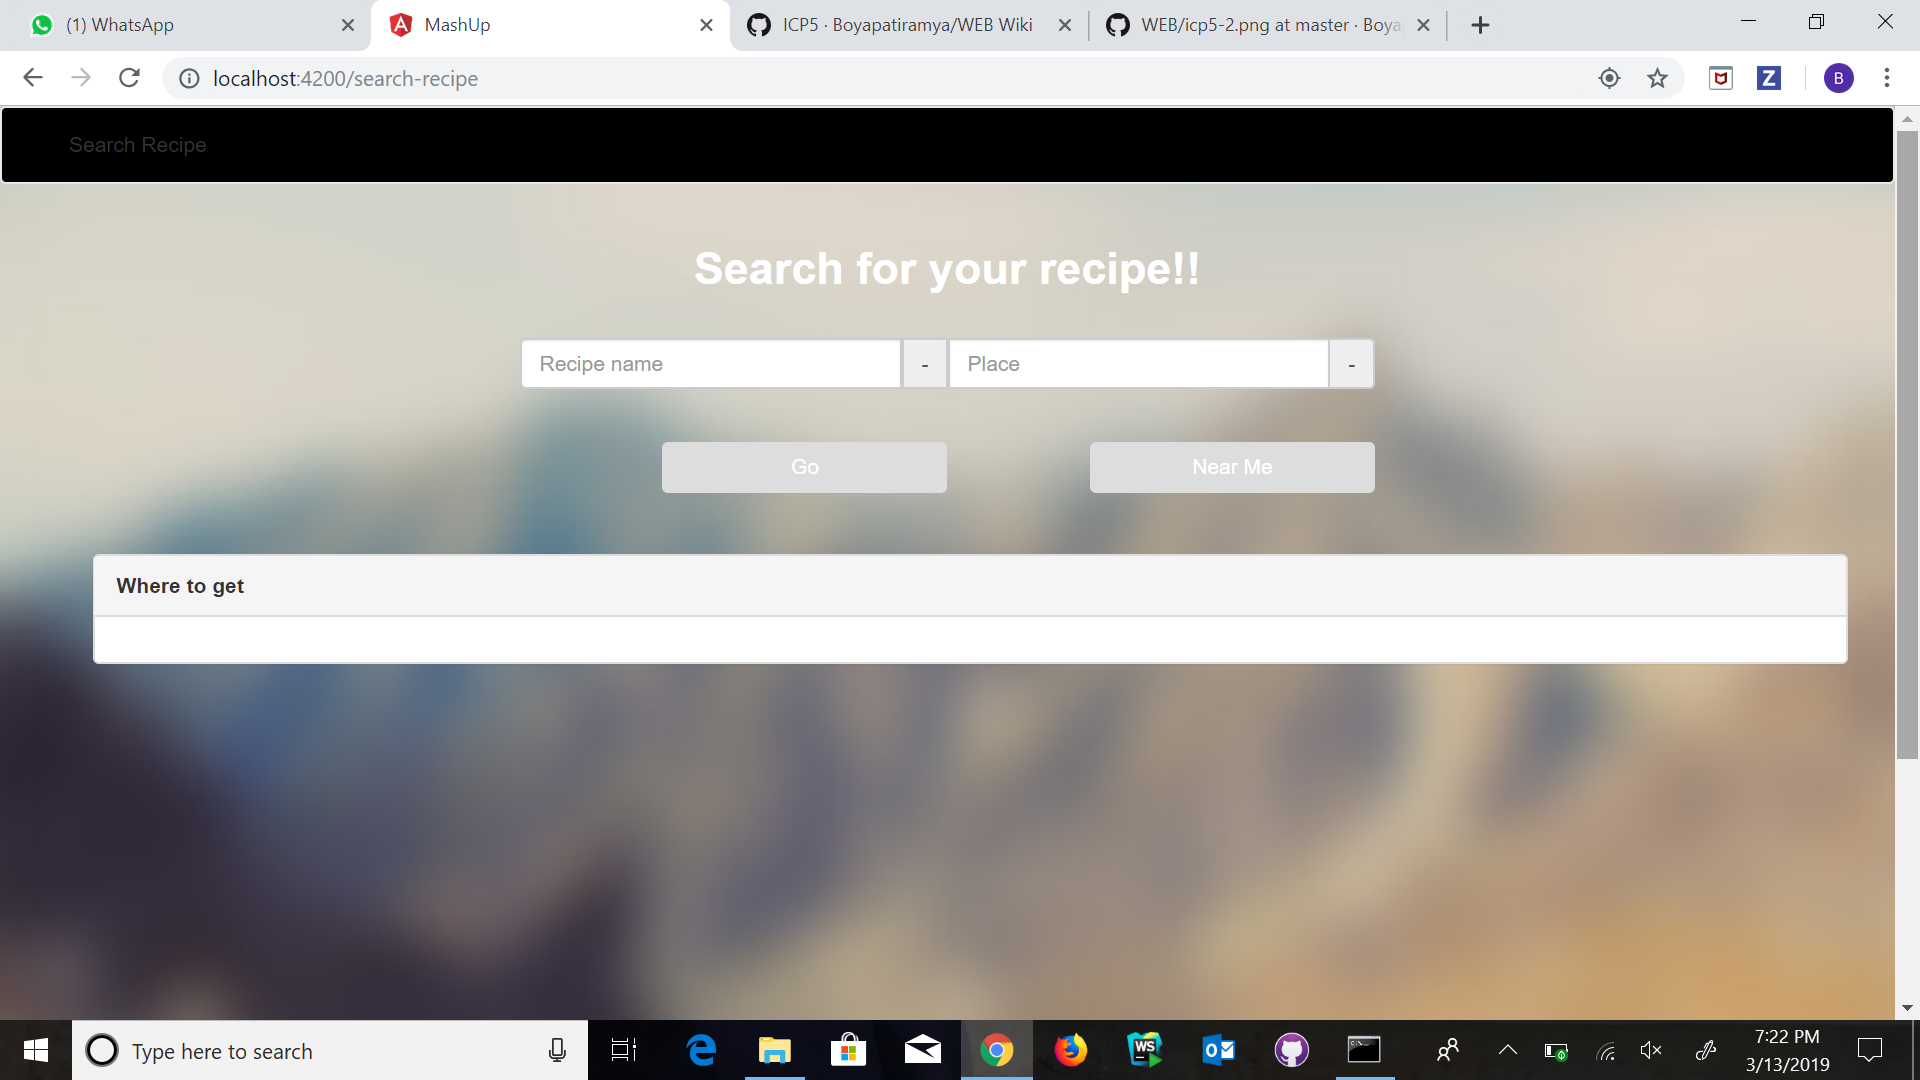 (1) WhatsApp
MashUp
ICP5 · Boyapatiramya/WEB Wiki
WEB/icp5-2.png at master · Boya
localhost:4200/search-recipe
Z
B
Search Recipe
Search for your recipe!!
Recipe name
-
Place
-
Go
Near Me
Where to get
Type here to search
WS
7:22 PM
3/13/2019